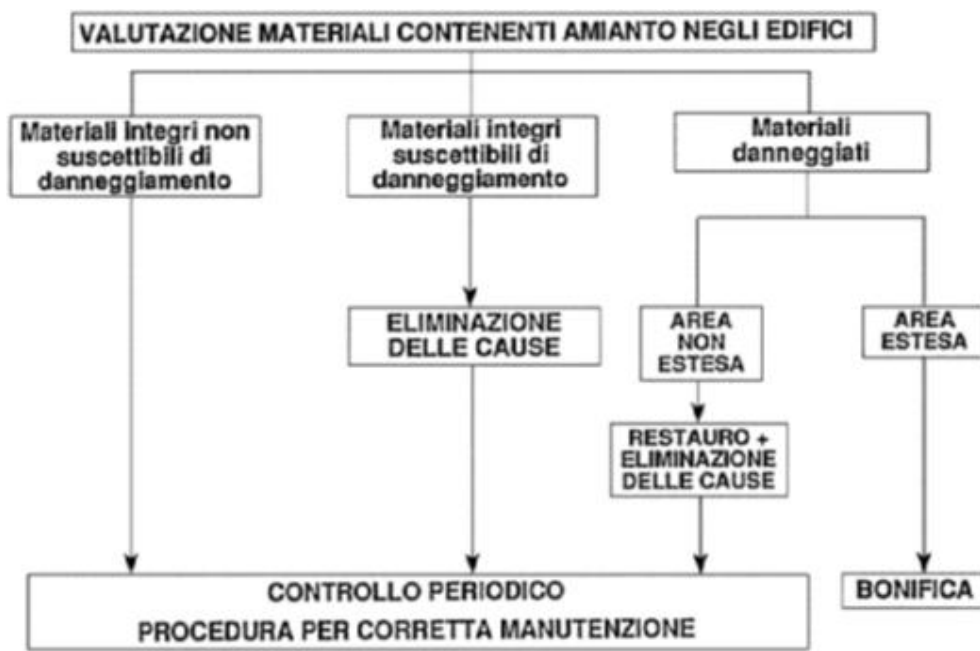 VALUTAZIONE MATERIALI CONTENENTI AMIANTO NEGLI EDIFICI
Materiali integri non
suscettibili di
danneggiamento
Materiali integri
suscettibili di
danneggiamento
Materiali
danneggiati
ELIMINAZIONE
DELLE CAUSE
AREA
NON
ESTESA
AREA
ESTESA
RESTAURO +
ELIMINAZIONE
DELLE CAUSE
CONTROLLO PERIODICO
PROCEDURA PER CORRETTA MANUTENZIONE
BONIFICA